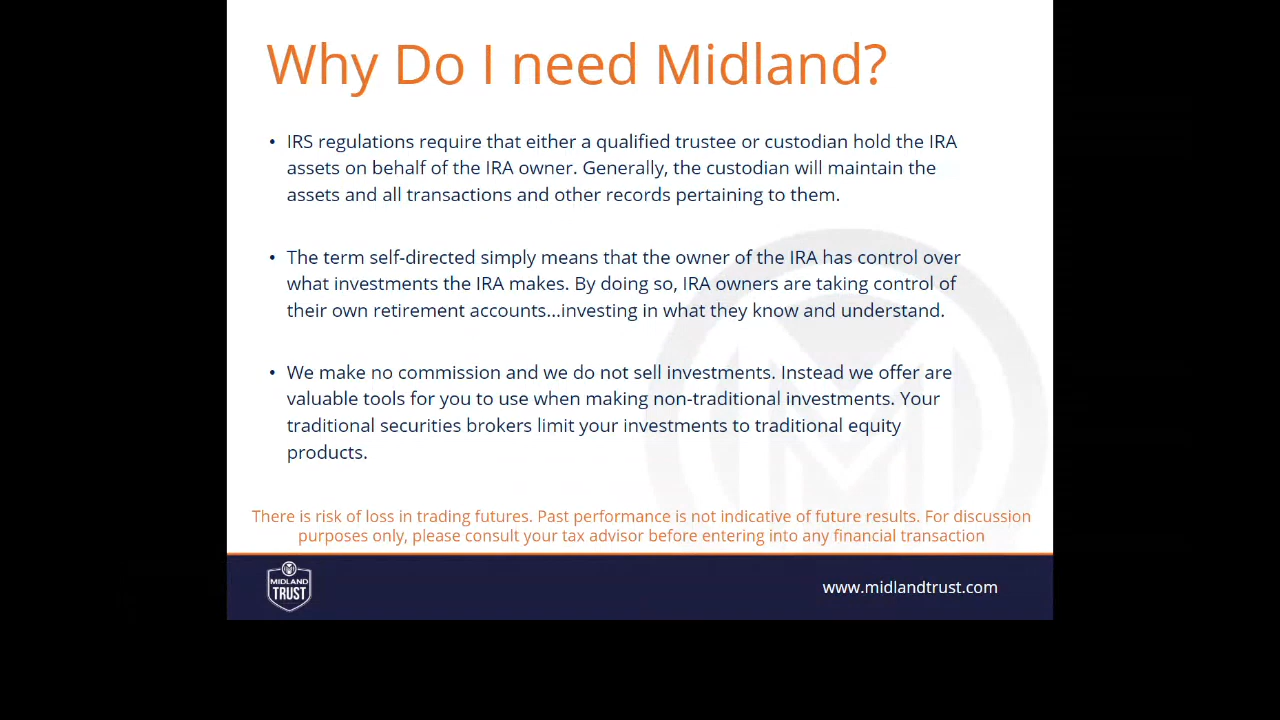 Why Do I need Midland?
• IRS regulations require that either a qualified trustee or custodian hold the IRA
assets on behalf of the IRA owner. Generally, the custodian will maintain the
assets and all transactions and other records pertaining to them.
• The term self-directed simply means that the owner of the IRA has control over
what investments the IRA makes. By doing so, IRA owners are taking control of
their own retirement accounts...investing in what they know and understand.
• We make no commission and we do not sell investments. Instead we offer are
valuable tools for you to use when making non-traditional investments. Your
traditional securities brokers limit your investments to traditional equity
products.
There is risk of loss in trading futures. Past performance is not indicative of future results. For discussion
purposes only, please consult your tax advisor before entering into any financial transaction
MIDLAND
TRUST
www.midlandtrust.com